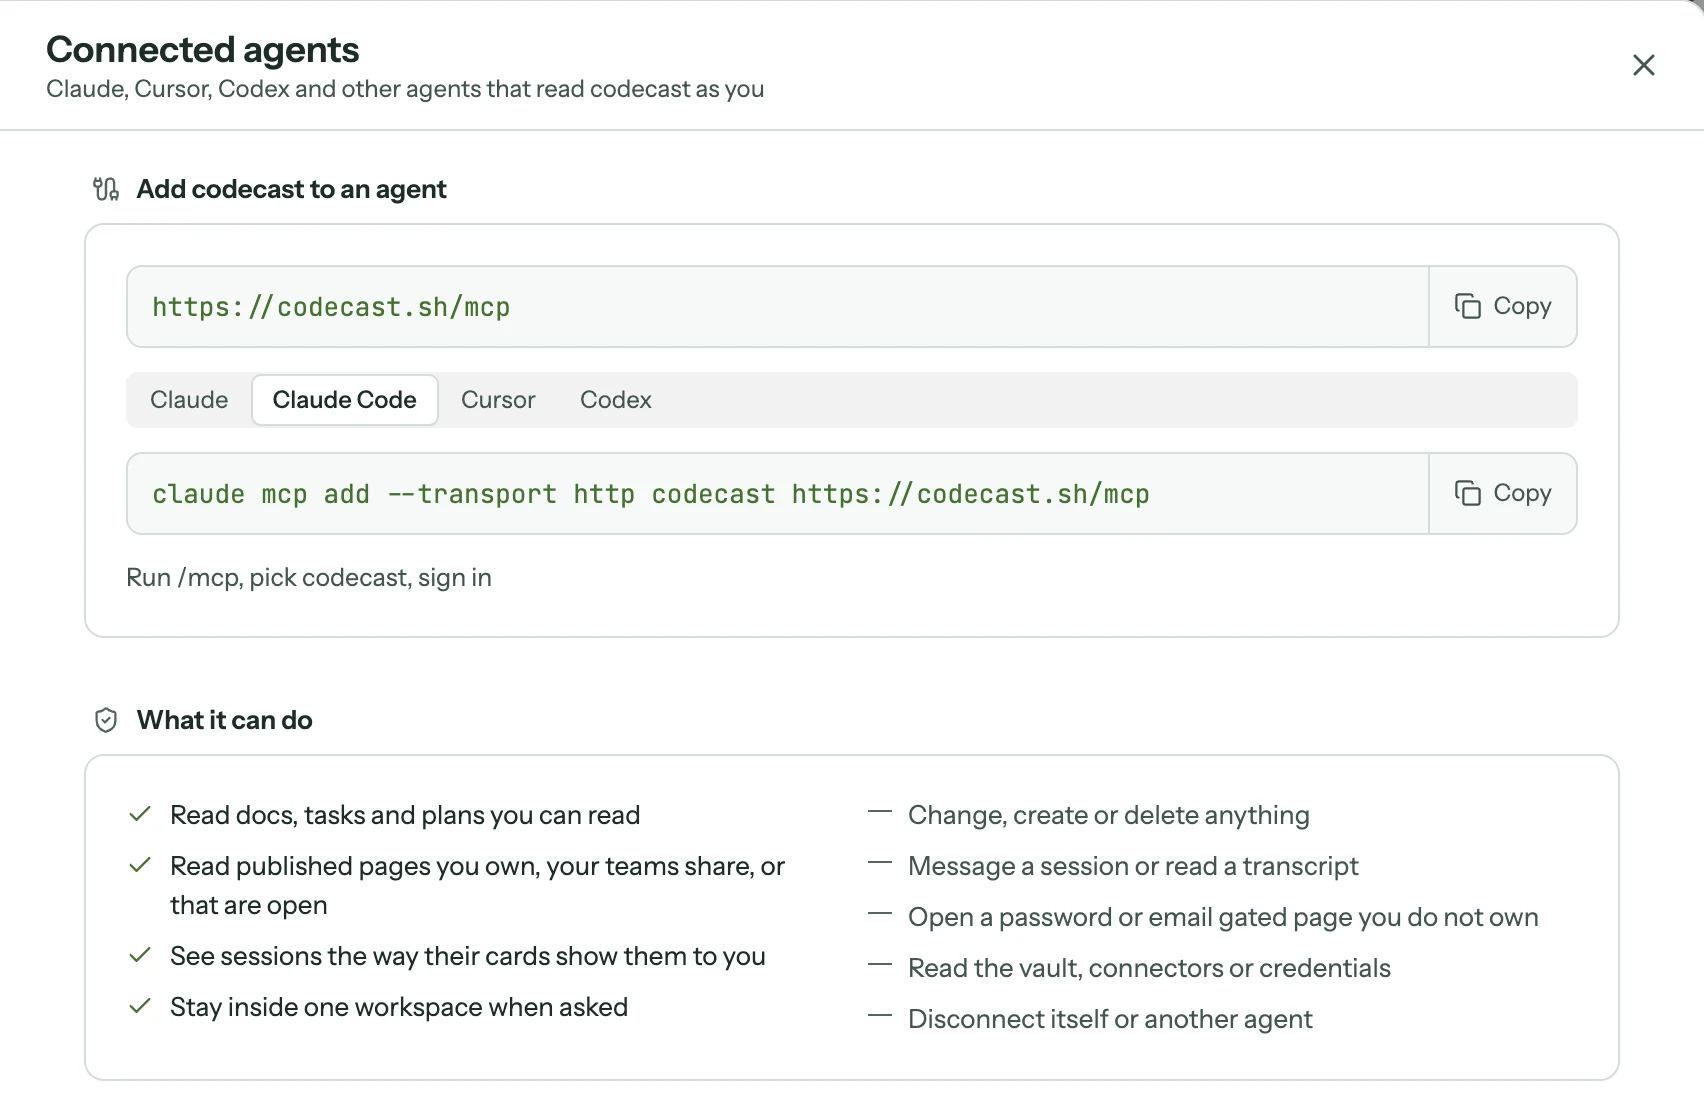 Connected agents
Claude, Cursor, Codex and other agents that read codecast as you
Add codecast to an agent
https://codecast.sh/mcp
Copy
Claude
Claude Code
Cursor
Codex
claude mcp add --transport http codecast https://codecast.sh/mcp
Copy
Run /mcp, pick codecast, sign in
What it can do
Read docs, tasks and plans you can read
Read published pages you own, your teams share, or
that are open
See sessions the way their cards show them to you
Stay inside one workspace when asked
Change, create or delete anything
Message a session or read a transcript
Open a password or email gated page you do not own
Read the vault, connectors or credentials
Disconnect itself or another agent